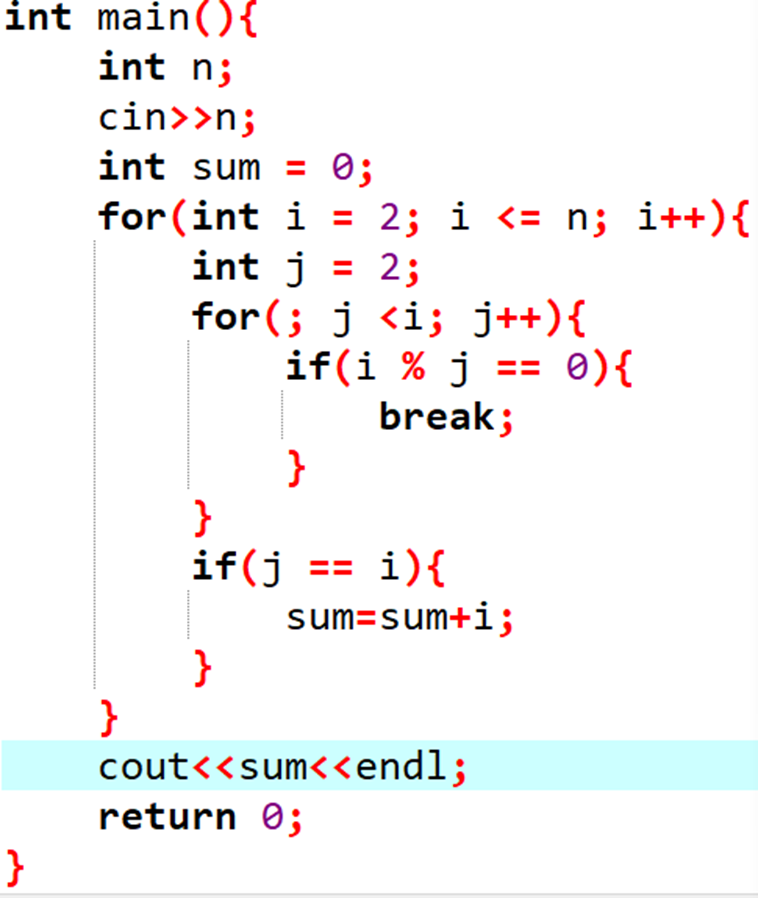 int main(){
    int n;
    cin>>n;
    int sum = 0;
    for(int i = 2; i <= n; i++){
        int j = 2;
        for(; j <i; j++){
            if(i % j == 0){
                break;
            }
        }
        if(j == i){
            sum=sum+i;
        }
    }
    cout<<sum<<endl;
    return 0;
}